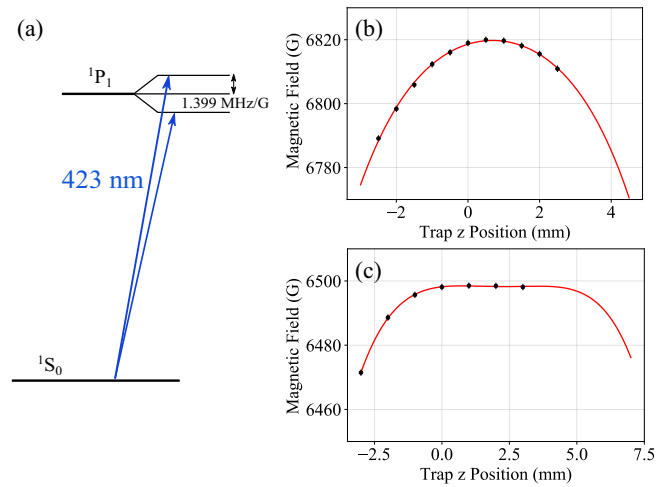 (a)
¹P₁
1.399 MHz/G
423 nm
¹S₀
(b)
Magnetic Field (G)
6820
6800
6780
−2
0
2
4
Trap z Position (mm)
(c)
Magnetic Field (G)
6500
6480
6460
−2.5
0.0
2.5
5.0
7.5
Trap z Position (mm)